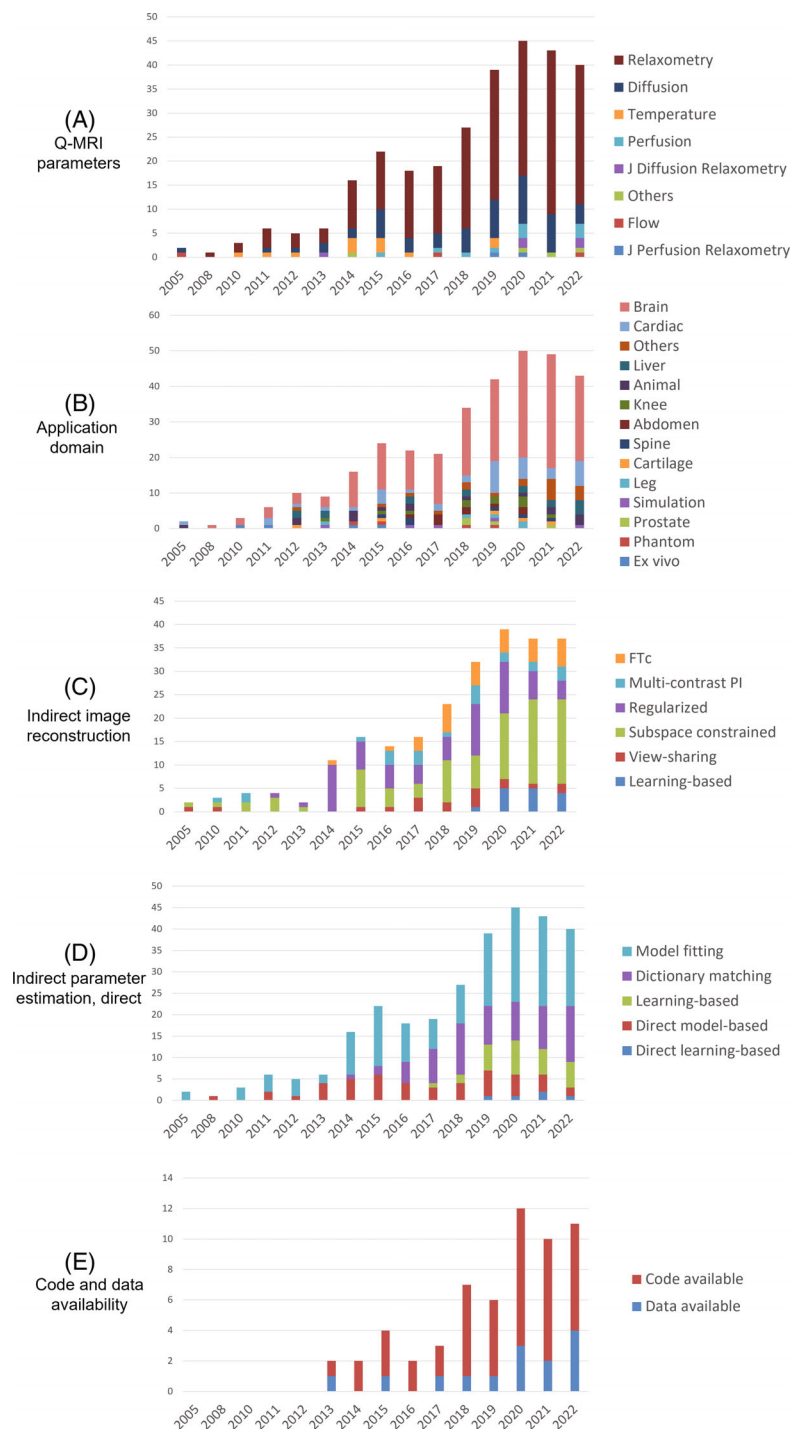 (A)
Q-MRI
parameters
50
45
40
35
30
25
20
15
10
5
0
2005
2008
2010
2011
2012
2013
2014
2015
2016
2017
2018
2019
2020
2021
2022
Relaxometry
Diffusion
Temperature
Perfusion
J Diffusion Relaxometry
Others
Flow
J Perfusion Relaxometry
(B)
Application
domain
60
50
40
30
20
10
0
2005
2008
2010
2011
2012
2013
2014
2015
2016
2017
2018
2019
2020
2021
2022
Brain
Cardiac
Others
Liver
Animal
Knee
Abdomen
Spine
Cartilage
Leg
Simulation
Prostate
Phantom
Ex vivo
(C)
Indirect image
reconstruction
45
40
35
30
25
20
15
10
5
0
2005
2010
2011
2012
2013
2014
2015
2016
2017
2018
2019
2020
2021
2022
FTc
Multi-contrast PI
Regularized
Subspace constrained
View-sharing
Learning-based
(D)
Indirect parameter
estimation, direct
50
45
40
35
30
25
20
15
10
5
0
2005
2008
2010
2011
2012
2013
2014
2015
2016
2017
2018
2019
2020
2021
2022
Model fitting
Dictionary matching
Learning-based
Direct model-based
Direct learning-based
(E)
Code and data
availability
14
12
10
8
6
4
2
0
2005
2008
2010
2011
2012
2013
2014
2015
2016
2017
2018
2019
2020
2021
2022
Code available
Data available